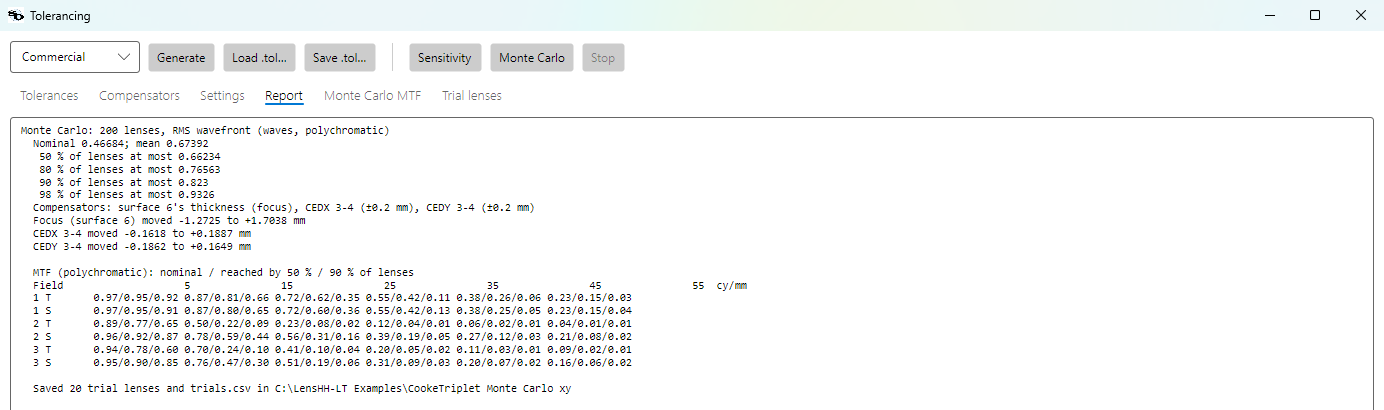 Tolerancing
Commercial Generate Load .tol... Save .tol... Sensitivity Monte Carlo Stop
Tolerances Compensators Settings Report Monte Carlo MTF Trial lenses
Monte Carlo: 200 lenses, RMS wavefront (waves, polychromatic)
Nominal 0.46684; mean 0.67392
50 % of lenses at most 0.66234
80 % of lenses at most 0.76563
90 % of lenses at most 0.823
98 % of lenses at most 0.9326
Compensators: surface 6's thickness (focus), CEDX 3-4 (±0.2 mm), CEDY 3-4 (±0.2 mm)
Focus (surface 6) moved -1.2725 to +1.7038 mm
CEDX 3-4 moved -0.1618 to +0.1887 mm
CEDY 3-4 moved -0.1862 to +0.1649 mm
MTF (polychromatic): nominal / reached by 50 % / 90 % of lenses
Field 5 15 25 35 45 55 cy/mm
1 T 0.97/0.95/0.92 0.87/0.81/0.66 0.72/0.62/0.35 0.55/0.42/0.11 0.38/0.26/0.06 0.23/0.15/0.03
1 S 0.97/0.95/0.91 0.87/0.80/0.65 0.72/0.60/0.36 0.55/0.42/0.13 0.38/0.25/0.05 0.23/0.15/0.04
2 T 0.89/0.77/0.65 0.50/0.22/0.09 0.23/0.08/0.02 0.12/0.04/0.01 0.06/0.02/0.01 0.04/0.01/0.01
2 S 0.96/0.92/0.87 0.78/0.59/0.44 0.56/0.31/0.16 0.39/0.19/0.05 0.27/0.12/0.03 0.21/0.08/0.02
3 T 0.94/0.78/0.60 0.70/0.24/0.10 0.41/0.10/0.04 0.20/0.05/0.02 0.11/0.03/0.01 0.09/0.02/0.01
3 S 0.95/0.90/0.85 0.76/0.47/0.30 0.51/0.19/0.06 0.31/0.09/0.03 0.20/0.07/0.02 0.16/0.06/0.02
Saved 20 trial lenses and trials.csv in C:\LensHH-LT Examples\CookeTriplet Monte Carlo xy